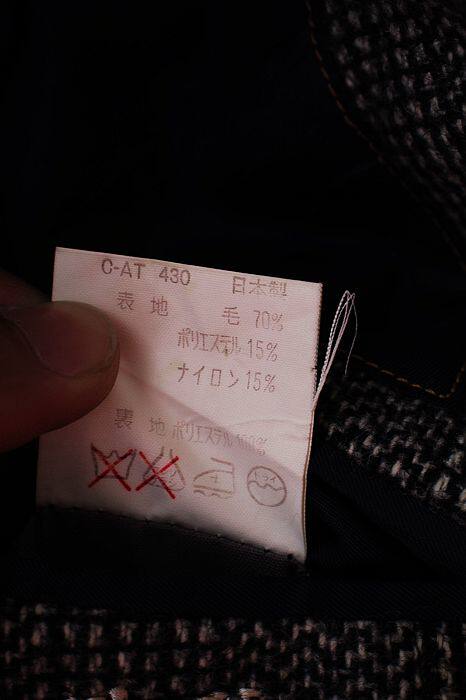 C-AT 430 日本製
表 地 毛 70%
ポリエステル 15%
ナイロン 15%
裏 地 ポリエステル 100%